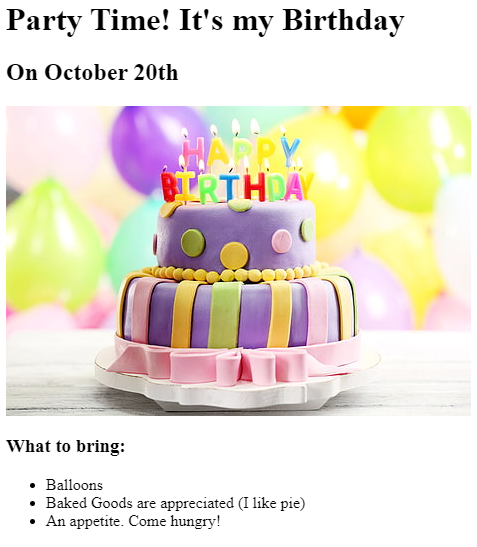 Party Time! It's my Birthday
On October 20th
HAPPY
BIRTHDAY
What to bring:
Balloons
Baked Goods are appreciated (I like pie)
An appetite. Come hungry!